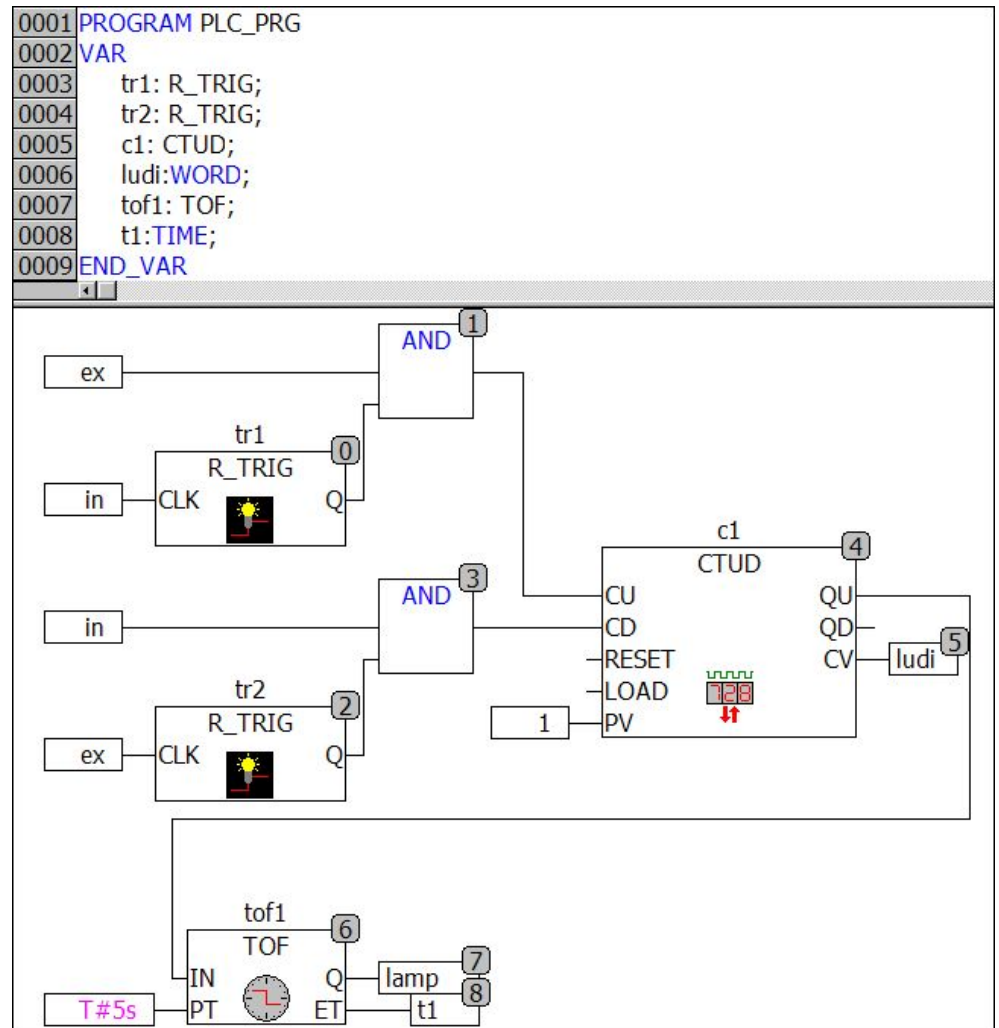 0001 PROGRAM PLC_PRG
0002 VAR
0003 tr1: R_TRIG;
0004 tr2: R_TRIG;
0005 c1: CTUD;
0006 ludi:WORD;
0007 tof1: TOF;
0008 t1:TIME;
0009 END_VAR
AND 1
ex
tr1
R_TRIG 0
in CLK Q
c1
CTUD 4
AND 3
CU QU
in
CD QD
RESET CV ludi 5
LOAD 728
1 PV
tr2
R_TRIG 2
ex CLK Q
tof1
TOF 6
IN Q lamp 7
T#5s PT ET t1 8